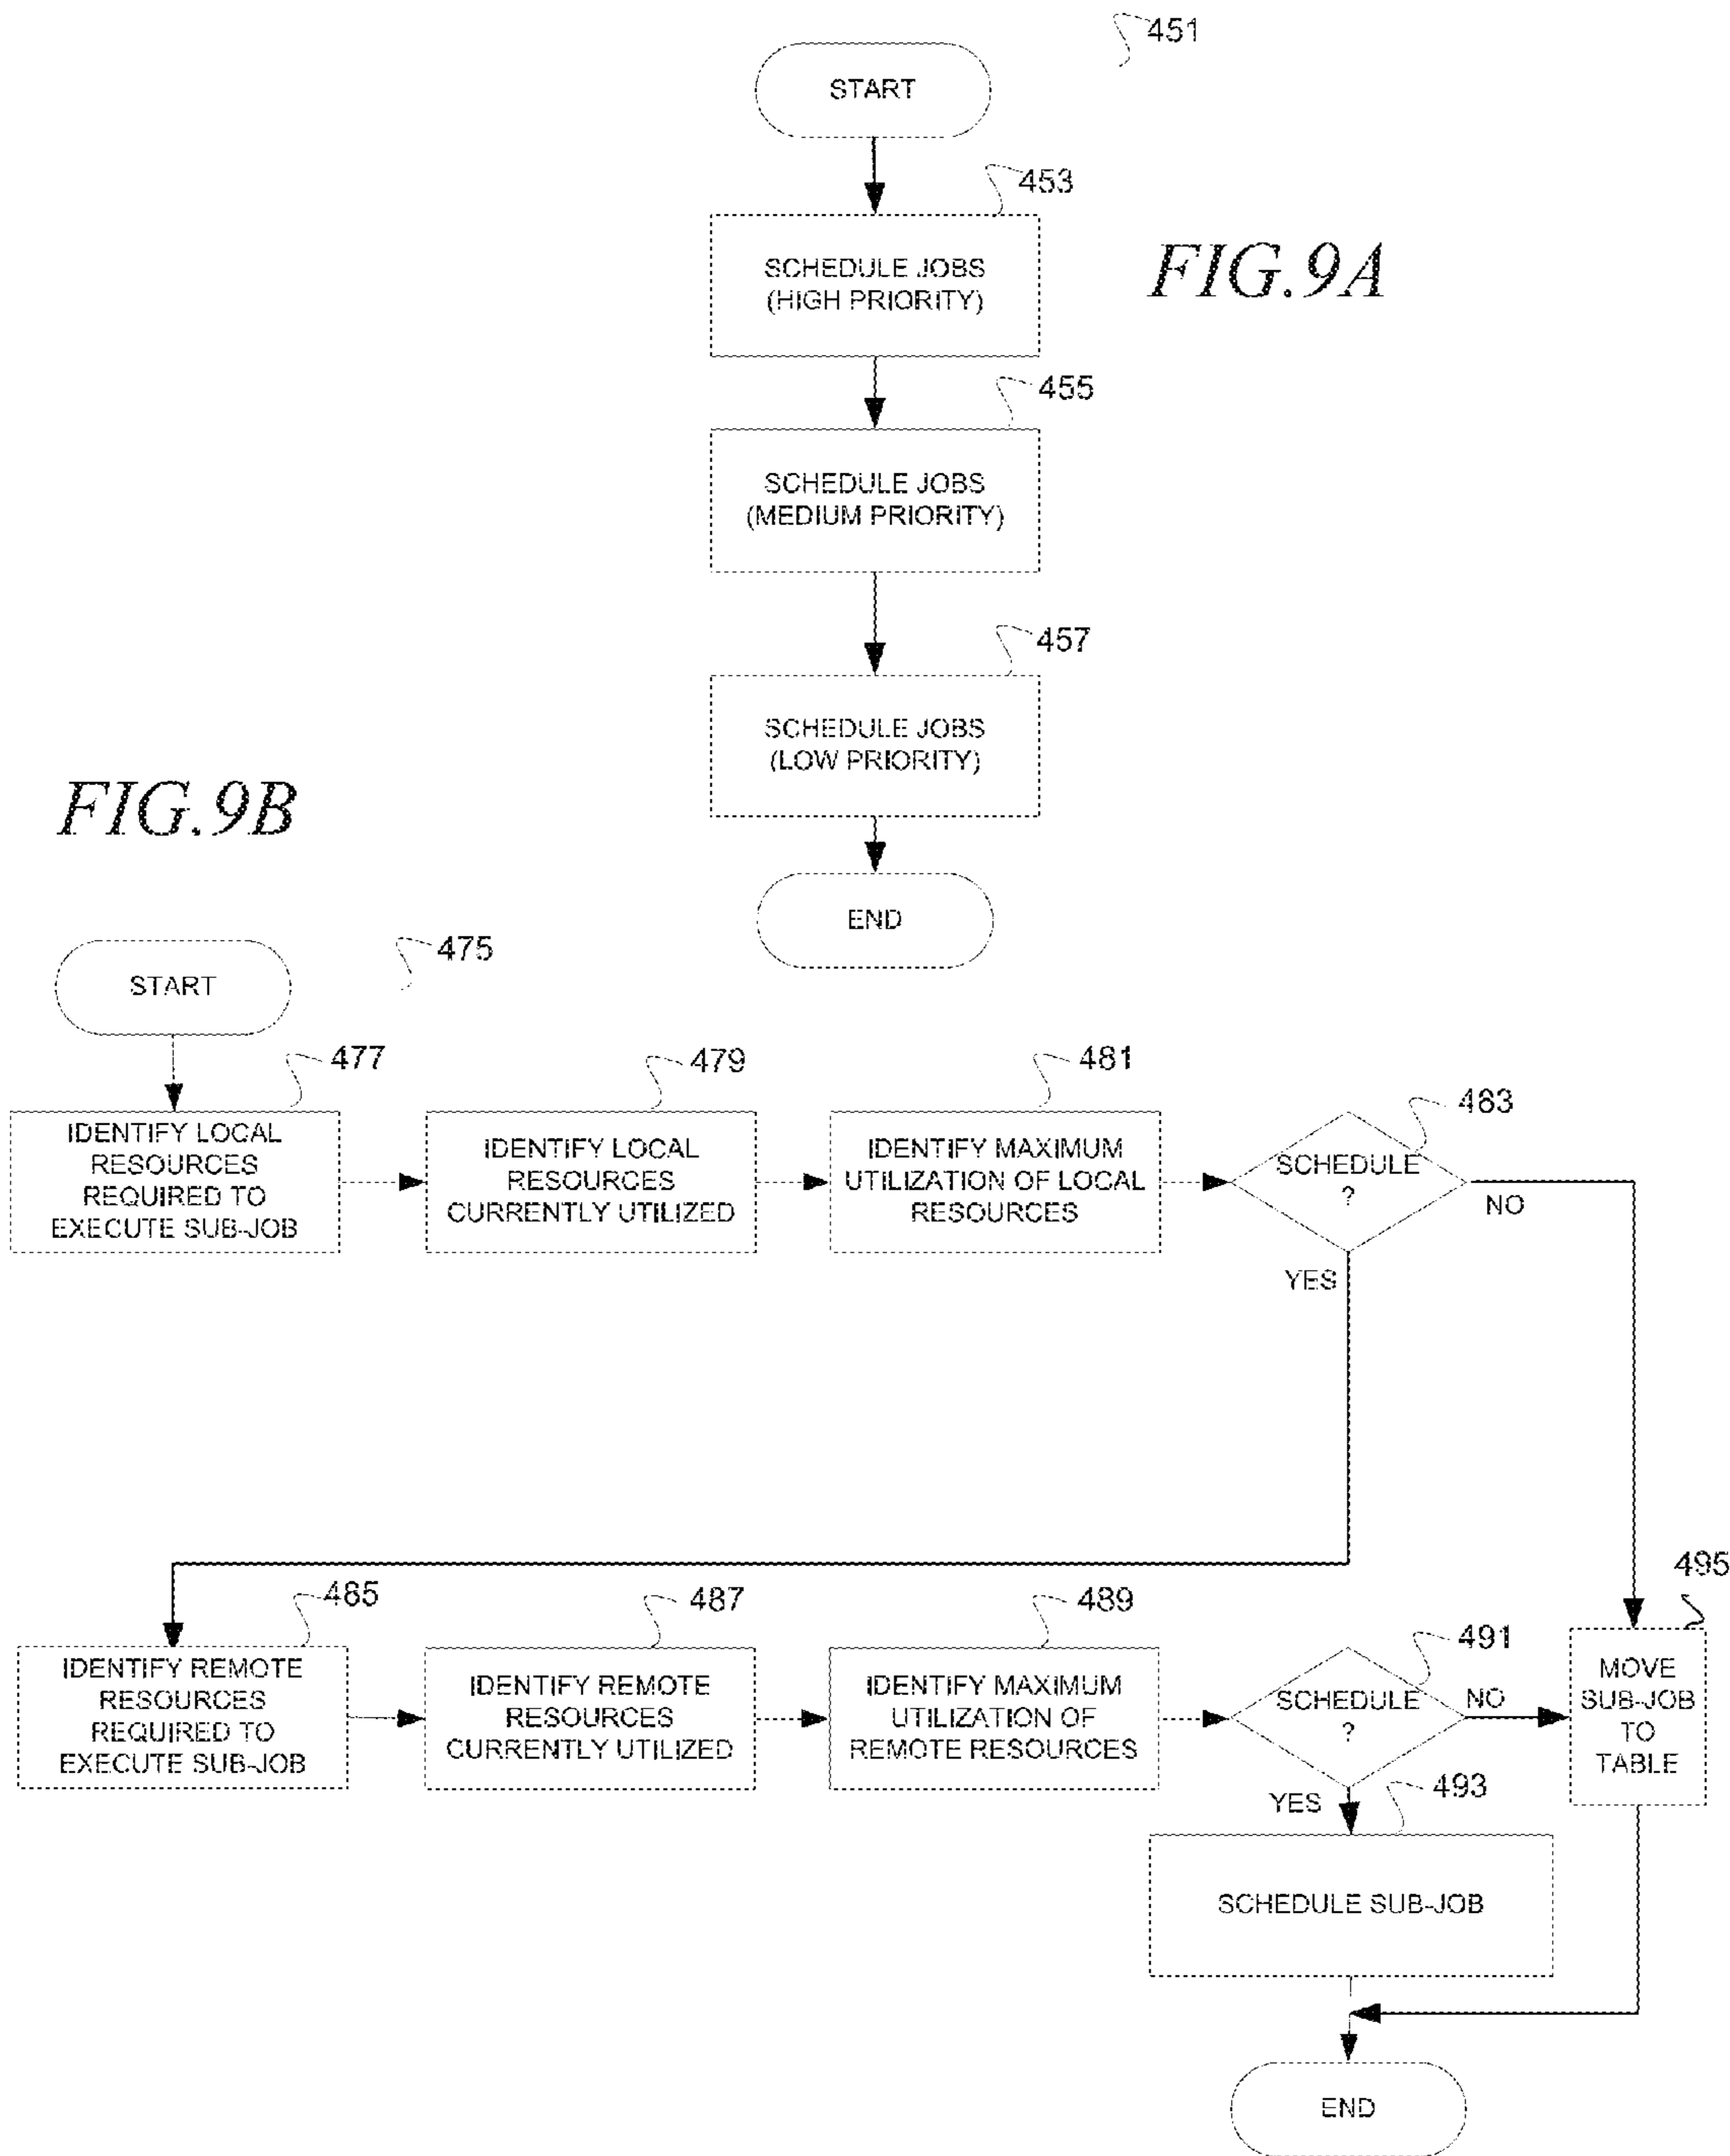 451
START
453
SCHEDULE JOBS
(HIGH PRIORITY)
FIG.9A
455
SCHEDULE JOBS
(MEDIUM PRIORITY)
457
SCHEDULE JOBS
(LOW PRIORITY)
END
FIG.9B
475
START
477
IDENTIFY LOCAL
RESOURCES
REQUIRED TO
EXECUTE SUB-JOB
479
IDENTIFY LOCAL
RESOURCES
CURRENTLY UTILIZED
481
IDENTIFY MAXIMUM
UTILIZATION OF LOCAL
RESOURCES
483
SCHEDULE
?
NO
YES
485
IDENTIFY REMOTE
RESOURCES
REQUIRED TO
EXECUTE SUB-JOB
487
IDENTIFY REMOTE
RESOURCES
CURRENTLY UTILIZED
489
IDENTIFY MAXIMUM
UTILIZATION OF
REMOTE RESOURCES
491
SCHEDULE
?
NO
YES
495
MOVE
SUB-JOB
TO
TABLE
493
SCHEDULE SUB-JOB
END